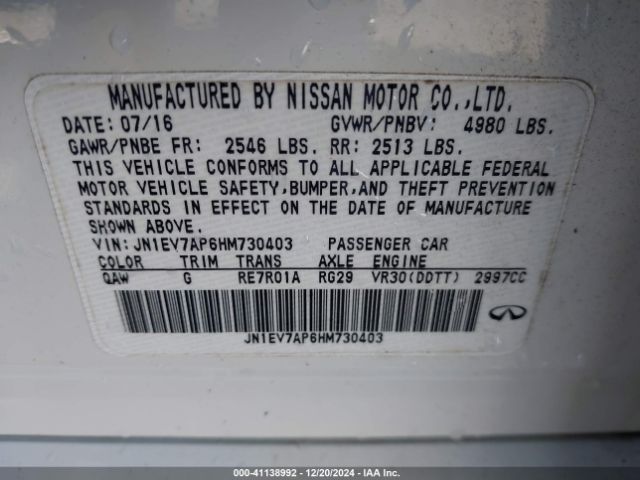 MANUFACTURED BY NISSAN MOTOR CO.,LTD.
DATE: 07/16 GVWR/PNBV: 4980 LBS.
GAWR/PNBE FR: 2546 LBS. RR: 2513 LBS.
THIS VEHICLE CONFORMS TO ALL APPLICABLE FEDERAL
MOTOR VEHICLE SAFETY,BUMPER,AND THEFT PREVENTION
STANDARDS IN EFFECT ON THE DATE OF MANUFACTURE
SHOWN ABOVE.
VIN: JN1EV7AP6HM730403 PASSENGER CAR
COLOR TRIM TRANS AXLE ENGINE
QAW G RE7R01A RG29 VR30(DDTT) 2997CC
JN1EV7AP6HM730403
000-41138992 - 12/20/2024 - IAA Inc.